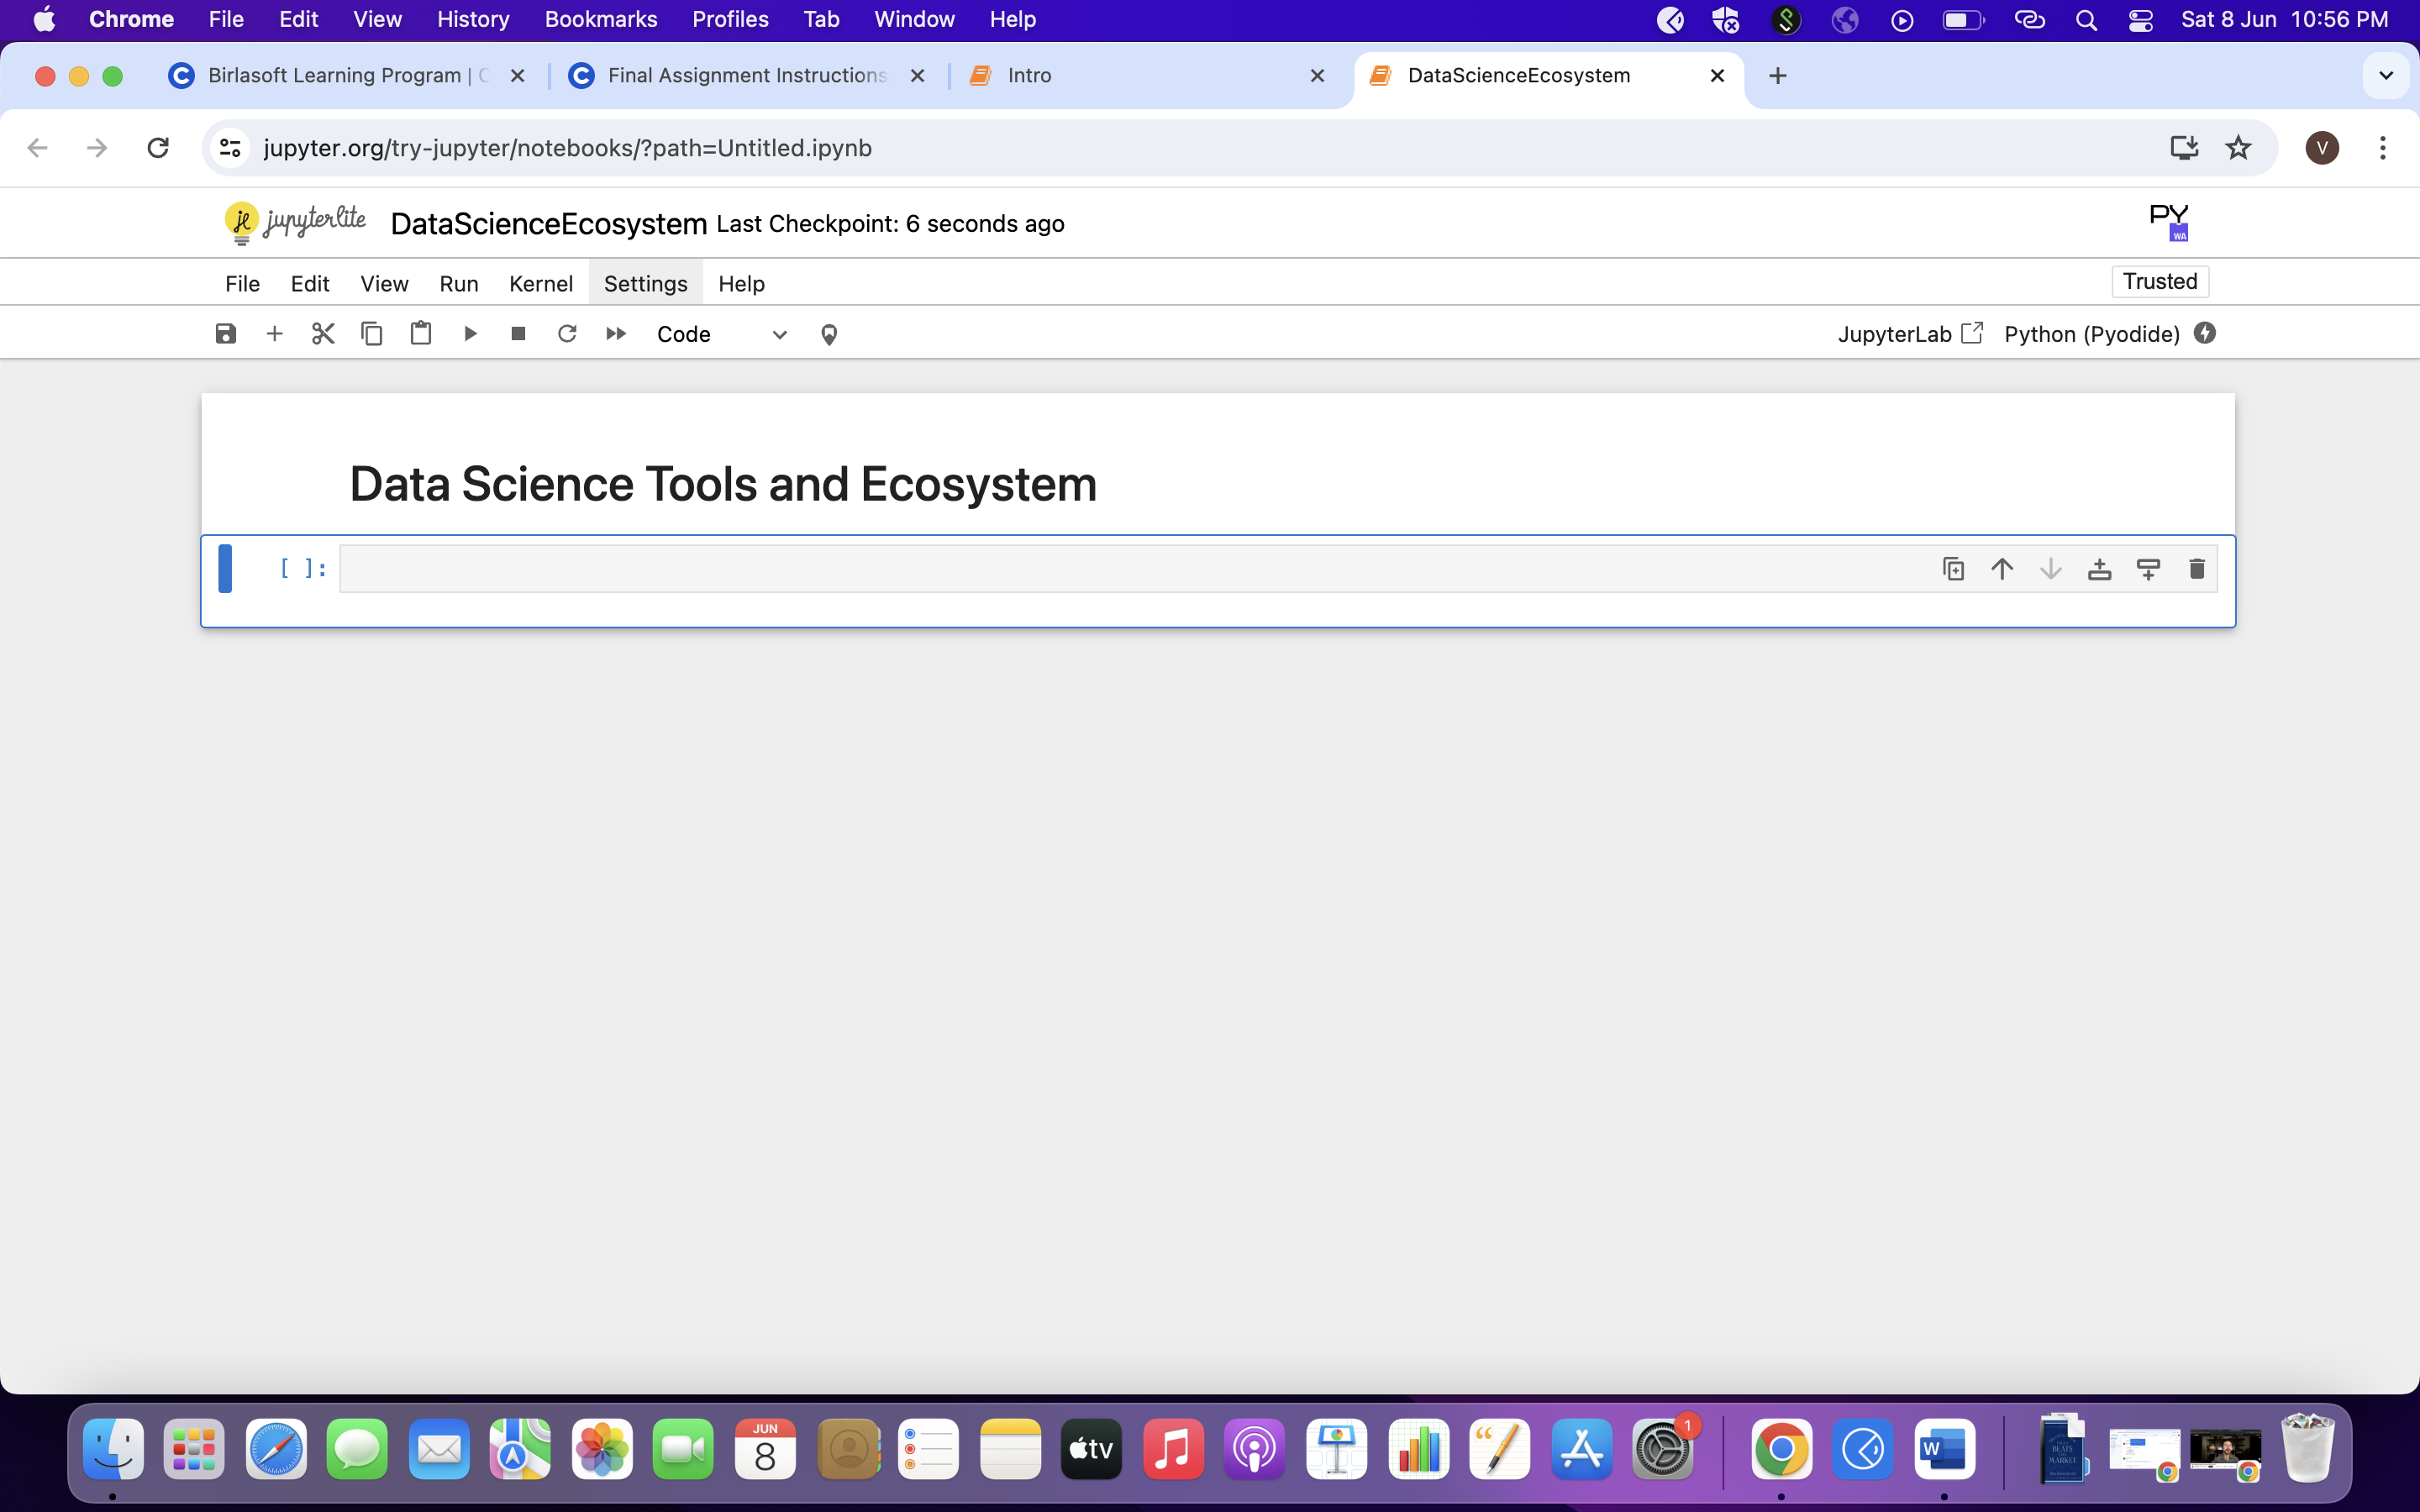 Chrome File Edit View History Bookmarks Profiles Tab Window Help Sat 8 Jun 10:56 PM
Birlasoft Learning Program | C Final Assignment Instructions Intro DataScienceEcosystem
jupyter.org/try-jupyter/notebooks/?path=Untitled.ipynb V
jupyterlite DataScienceEcosystem Last Checkpoint: 6 seconds ago PY WA
File Edit View Run Kernel Settings Help Trusted
Code JupyterLab Python (Pyodide)
Data Science Tools and Ecosystem
[ ]:
JUN 8 tv 1 W
BEATS
MARKET